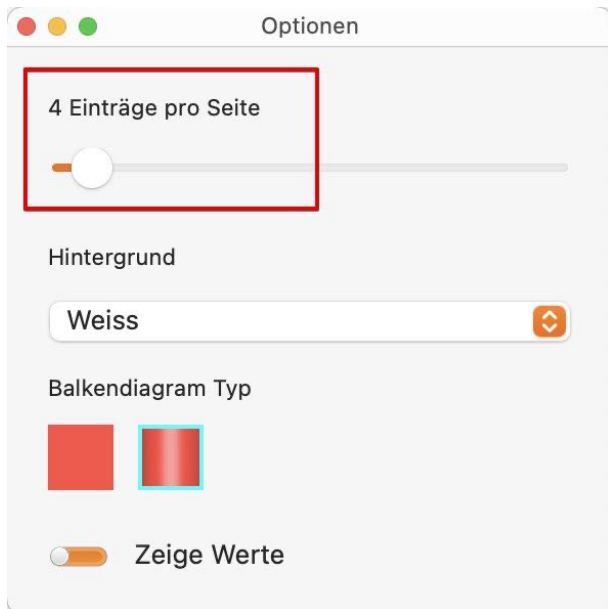 Optionen
4 Einträge pro Seite
Hintergrund
Weiss
Balkendiagram Typ
Zeige Werte